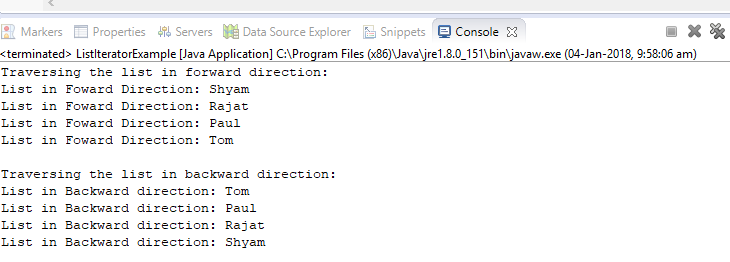 Markers Properties Servers Data Source Explorer Snippets Console
<terminated> ListIteratorExample [Java Application] C:\Program Files (x86)\Java\jre1.8.0_151\bin\javaw.exe (04-Jan-2018, 9:58:06 am)
Traversing the list in forward direction:
List in Foward Direction: Shyam
List in Foward Direction: Rajat
List in Foward Direction: Paul
List in Foward Direction: Tom
Traversing the list in backward direction:
List in Backward direction: Tom
List in Backward direction: Paul
List in Backward direction: Rajat
List in Backward direction: Shyam